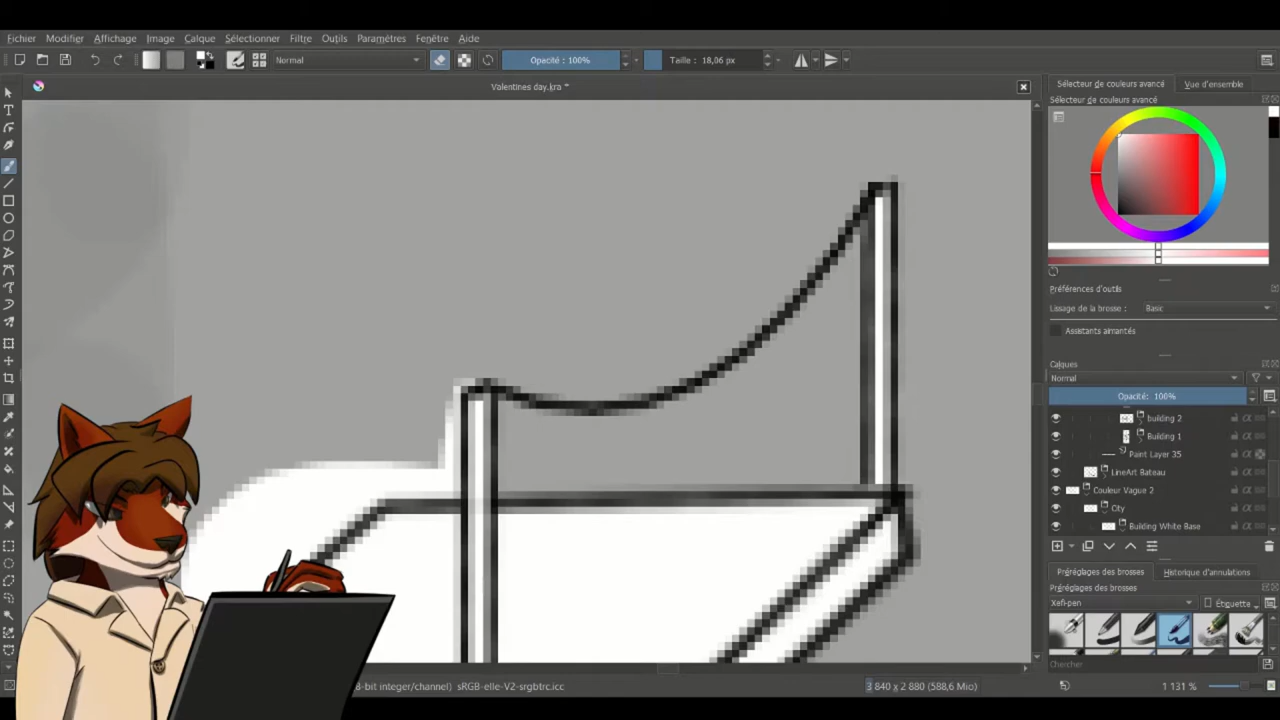 Fichier Modifier Affichage Image Calque Sélectionner Filtre Outils Paramètres Fenêtre Aide
Normal Opacité : 100% Taille : 18,06 px
Valentines day.kra *
Sélecteur de couleurs avancé Vue d'ensemble
Sélecteur de couleurs avancé
Préférences d'outils
Lissage de la brosse : Basic
Assistants aimantés
Calques
Normal
Opacité: 100%
building 2
Building 1
Paint Layer 35
LineArt Bateau
Couleur Vague 2
City
Building White Base
Préréglages des brosses Historique d'annulations
Préréglages des brosses
Xefi-pen Étiquette
Chercher
-bit integer/channel) sRGB-elle-V2-srgbtrc.icc 3 840 x 2 880 (588,6 Mio) 1 131 %